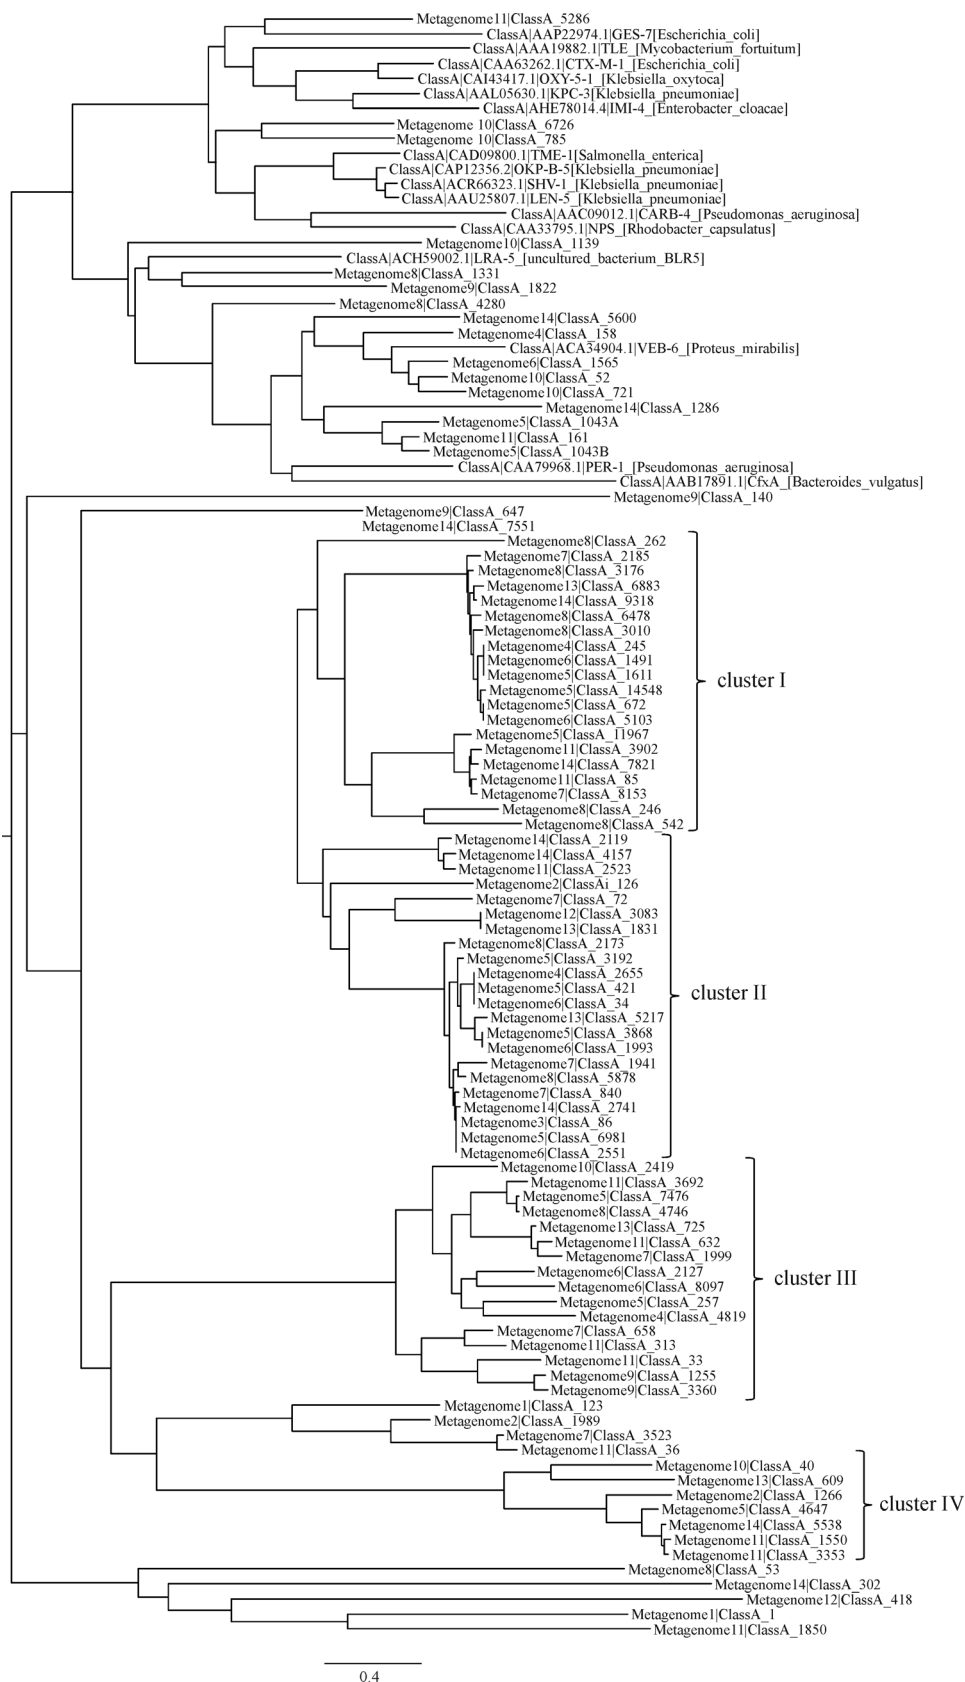 Metagenome11|ClassA_5286
ClassA|AAP22974.1|GES-7[Escherichia_coli]
ClassA|AAA19882.1|TLE_[Mycobacterium_fortuitum]
ClassA|CAA63262.1|CTX-M-1_[Escherichia_coli]
ClassA|CAI43417.1|OXY-5-1_[Klebsiella_oxytoca]
ClassA|AAL05630.1|KPC-3[Klebsiella_pneumoniae]
ClassA|AHE78014.4|IMI-4_[Enterobacter_cloacae]
Metagenome 10|ClassA_6726
Metagenome 10|ClassA_785
ClassA|CAD09800.1|TME-1[Salmonella_enterica]
ClassA|CAP12356.2|OKP-B-5[Klebsiella_pneumoniae]
ClassA|ACR66323.1|SHV-1_[Klebsiella_pneumoniae]
ClassA|AAU25807.1|LEN-5_[Klebsiella_pneumoniae]
ClassA|AAC09012.1|CARB-4_[Pseudomonas_aeruginosa]
ClassA|CAA33795.1|NPS_[Rhodobacter_capsulatus]
Metagenome10|ClassA_1139
ClassA|ACH59002.1|LRA-5_[uncultured_bacterium_BLR5]
Metagenome8|ClassA_1331
Metagenome9|ClassA_1822
Metagenome8|ClassA_4280
Metagenome14|ClassA_5600
Metagenome4|ClassA_158
ClassA|ACA34904.1|VEB-6_[Proteus_mirabilis]
Metagenome6|ClassA_1565
Metagenome10|ClassA_52
Metagenome10|ClassA_721
Metagenome14|ClassA_1286
Metagenome5|ClassA_1043A
Metagenome11|ClassA_161
Metagenome5|ClassA_1043B
ClassA|CAA79968.1|PER-1_[Pseudomonas_aeruginosa]
ClassA|AAB17891.1|CfxA_[Bacteroides_vulgatus]
Metagenome9|ClassA_140
Metagenome9|ClassA_647
Metagenome14|ClassA_7551
Metagenome8|ClassA_262
Metagenome7|ClassA_2185
Metagenome8|ClassA_3176
Metagenome13|ClassA_6883
Metagenome14|ClassA_9318
Metagenome8|ClassA_6478
Metagenome8|ClassA_3010
Metagenome4|ClassA_245
Metagenome6|ClassA_1491
Metagenome5|ClassA_1611
cluster I
Metagenome5|ClassA_14548
Metagenome5|ClassA_672
Metagenome6|ClassA_5103
Metagenome5|ClassA_11967
Metagenome11|ClassA_3902
Metagenome14|ClassA_7821
Metagenome11|ClassA_85
Metagenome7|ClassA_8153
Metagenome8|ClassA_246
Metagenome8|ClassA_542
Metagenome14|ClassA_2119
Metagenome14|ClassA_4157
Metagenome11|ClassA_2523
Metagenome2|ClassAi_126
Metagenome7|ClassA_72
Metagenome12|ClassA_3083
Metagenome13|ClassA_1831
Metagenome8|ClassA_2173
Metagenome5|ClassA_3192
Metagenome4|ClassA_2655
Metagenome5|ClassA_421
cluster II
Metagenome6|ClassA_34
Metagenome13|ClassA_5217
Metagenome5|ClassA_3868
Metagenome6|ClassA_1993
Metagenome7|ClassA_1941
Metagenome8|ClassA_5878
Metagenome7|ClassA_840
Metagenome14|ClassA_2741
Metagenome3|ClassA_86
Metagenome5|ClassA_6981
Metagenome6|ClassA_2551
Metagenome10|ClassA_2419
Metagenome11|ClassA_3692
Metagenome5|ClassA_7476
Metagenome8|ClassA_4746
Metagenome13|ClassA_725
Metagenome11|ClassA_632
Metagenome7|ClassA_1999
Metagenome6|ClassA_2127
cluster III
Metagenome6|ClassA_8097
Metagenome5|ClassA_257
Metagenome4|ClassA_4819
Metagenome7|ClassA_658
Metagenome11|ClassA_313
Metagenome11|ClassA_33
Metagenome9|ClassA_1255
Metagenome9|ClassA_3360
Metagenome1|ClassA_123
Metagenome2|ClassA_1989
Metagenome7|ClassA_3523
Metagenome11|ClassA_36
Metagenome10|ClassA_40
Metagenome13|ClassA_609
Metagenome2|ClassA_1266
cluster IV
Metagenome5|ClassA_4647
Metagenome14|ClassA_5538
Metagenome11|ClassA_1550
Metagenome11|ClassA_3353
Metagenome8|ClassA_53
Metagenome14|ClassA_302
Metagenome12|ClassA_418
Metagenome1|ClassA_1
Metagenome11|ClassA_1850
0.4